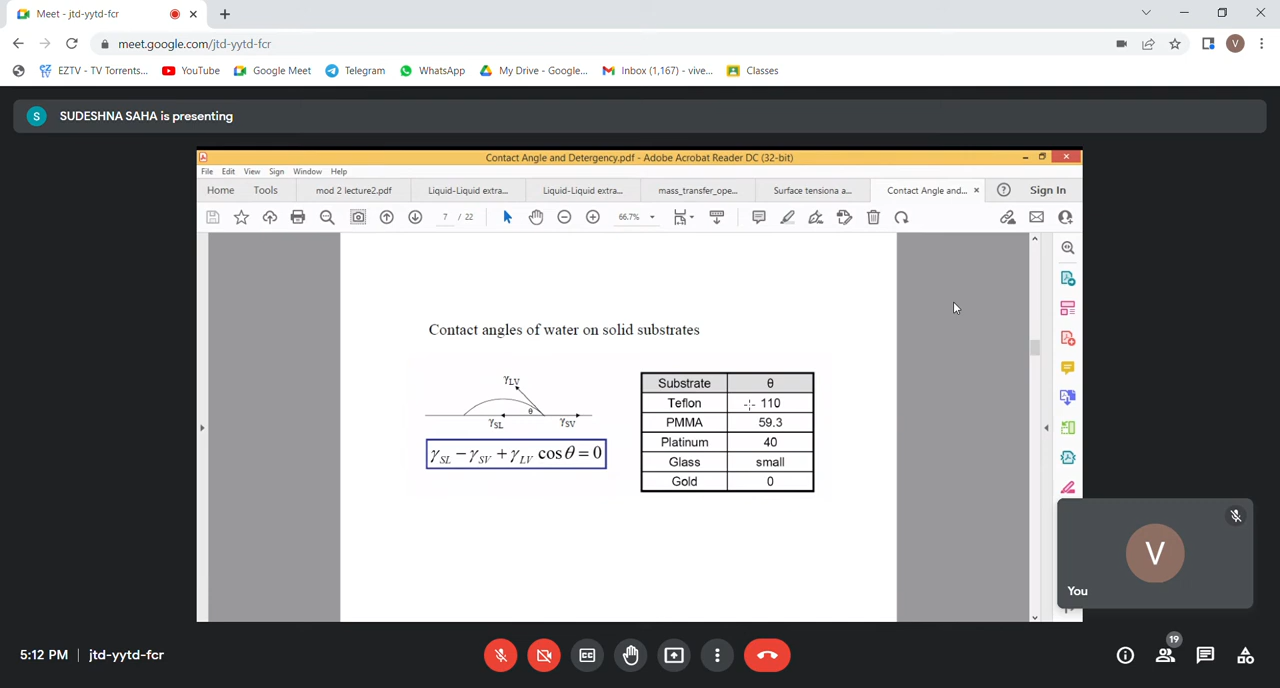 Meet - jtd-yytd-fcr
meet.google.com/jtd-yytd-fcr
V
EZTV - TV Torrents...
YouTube
Google Meet
Telegram
WhatsApp
My Drive - Google...
Inbox (1,167) - vive...
Classes
S
SUDESHNA SAHA is presenting
Contact Angle and Detergency.pdf - Adobe Acrobat Reader DC (32-bit)
File Edit View Sign Window Help
Home Tools mod 2 lecture2.pdf Liquid-Liquid extra... Liquid-Liquid extra... mass_transfer_ope... Surface tensiona a... Contact Angle and... Sign In
7 / 22 66.7%
Contact angles of water on solid substrates
γLV
θ
γSL γSV
γSL − γSV + γLV cos θ = 0
Substrate θ
Teflon 110
PMMA 59.3
Platinum 40
Glass small
Gold 0
V
You
5:12 PM | jtd-yytd-fcr
19